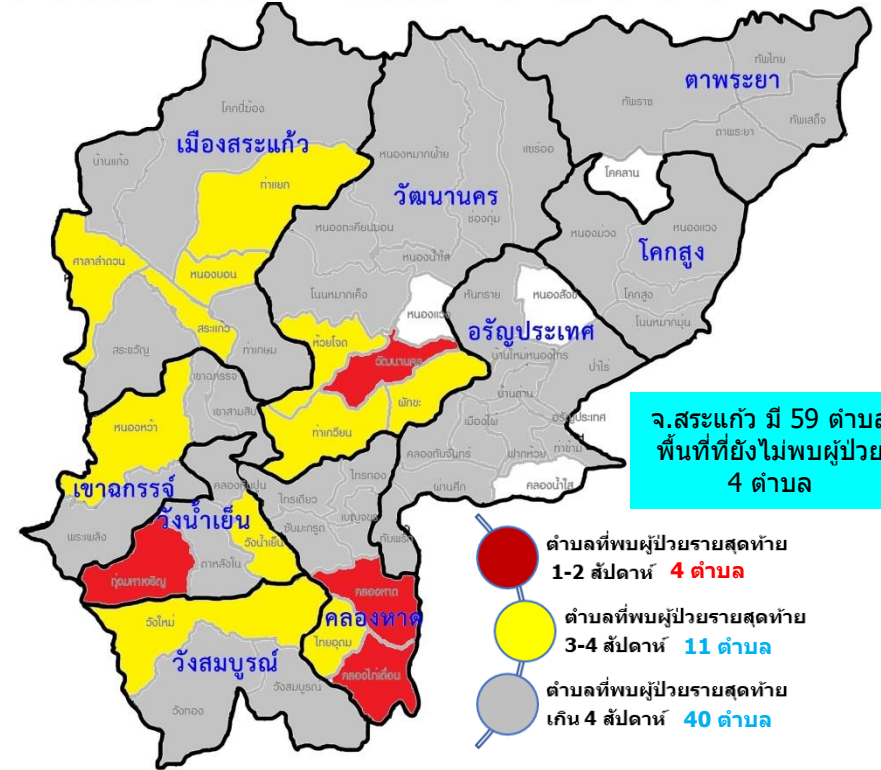 ทัพไทย
ตาพระยา
ทัพราช
ทัพเสด็จ
ตาพระยา
โคกปี่ฆ้อง
เมืองสระแก้ว
บ้านแก้ง
ท่าแยก
หนองหมากฝ้าย
แซร์ออ
วัฒนานคร
ช่องกุ่ม
หนองตะเคียนบอน
หนองน้ำใส
โคคลาน
หนองม่วง
หนองแวง
โคกสูง
โคกสูง
โนนหมากมุ่น
ศาลาลำดวน
หนองบอน
โนนหมากเค็ง
หนองแวง
หันทราย
หนองสังข์
อรัญประเทศ
สระแก้ว
ห้วยโจด
สระขวัญ
ท่าเกษม
วัฒนานคร
บ้านใหม่หนองไทร
ป่าไร่
เขาฉกรรจ์
ผักขะ
บ้านด่าน
เขาสามสิบ
หนองหว้า
ท่าเกวียน
เมืองไผ่
อรัญประเทศ
คลองทับจันทร์
ฟากห้วย
ท่าข้าม
ผ่านศึก
คลองน้ำใส
จ.สระแก้ว มี 59 ตำบล
พื้นที่ที่ยังไม่พบผู้ป่วย
4 ตำบล
เขาฉกรรจ์
คลองหินปูน
ไทรเดี่ยว
ไทรทอง
เบญจขร
วังน้ำเย็น
ซับมะกรูด
พระเพลิง
วังน้ำเย็น
ทับพริก
ตาหลังใน
ทุ่งมหาเจริญ
คลองหาด
คลองหาด
วังใหม่
ไทยอุดม
วังสมบูรณ์
คลองไก่เถื่อน
วังสมบูรณ์
วังทอง
ตำบลที่พบผู้ป่วยรายสุดท้าย
1-2 สัปดาห์ 4 ตำบล
ตำบลที่พบผู้ป่วยรายสุดท้าย
3-4 สัปดาห์ 11 ตำบล
ตำบลที่พบผู้ป่วยรายสุดท้าย
เกิน 4 สัปดาห์ 40 ตำบล